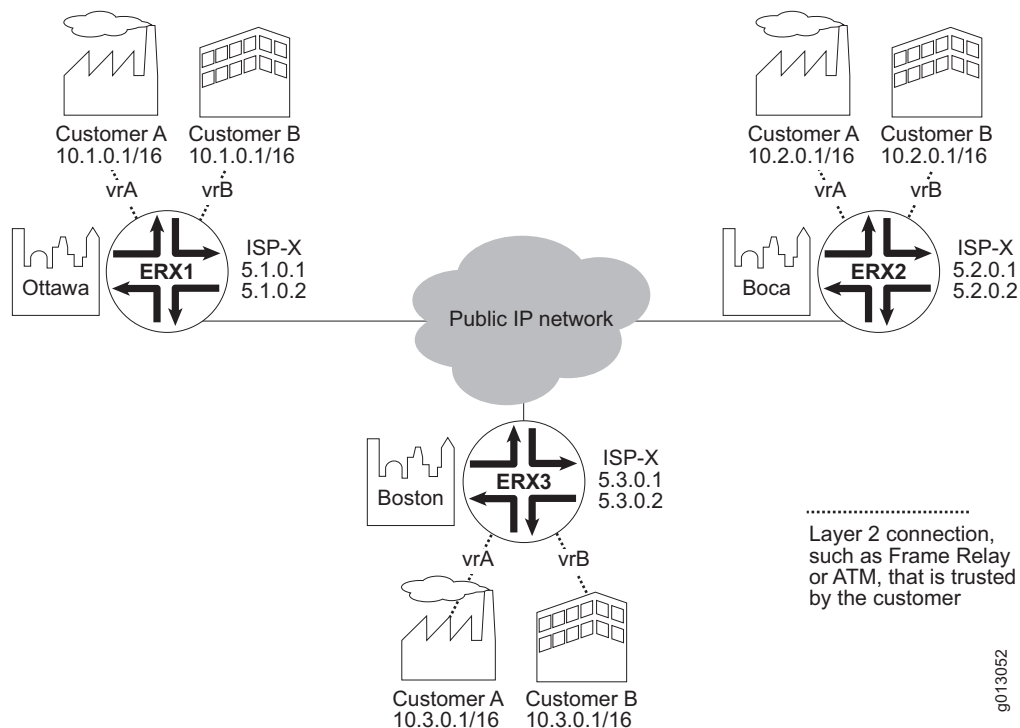 Customer A
10.1.0.1/16
Customer B
10.1.0.1/16
vrA
vrB
Ottawa
ERX1
ISP-X
5.1.0.1
5.1.0.2
Customer A
10.2.0.1/16
Customer B
10.2.0.1/16
vrA
vrB
Boca
ERX2
ISP-X
5.2.0.1
5.2.0.2
Public IP network
Boston
ERX3
ISP-X
5.3.0.1
5.3.0.2
vrA
vrB
Customer A
10.3.0.1/16
Customer B
10.3.0.1/16
Layer 2 connection,
such as Frame Relay
or ATM, that is trusted
by the customer
g013052